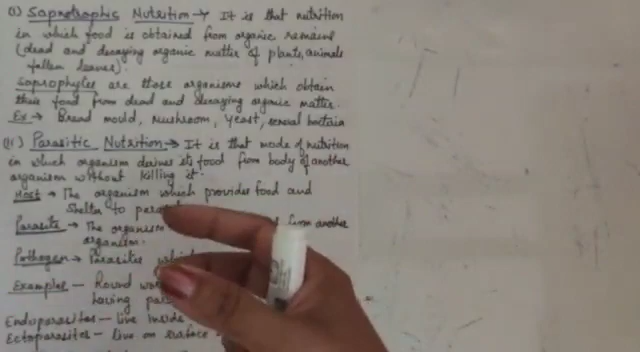 (i) Saprotrophic Nutrition → It is that nutrition
in which food is obtained from organic remains
(dead and decaying organic matter of plants, animals
fallen leaves).
Saprophytes are those organisms which obtain
their food from dead and decaying organic matter.
Ex → Bread mould, Mushroom, Yeast, several bacteria
(ii) Parasitic Nutrition → It is that mode of nutrition
in which organism derives its food from body of another
organism without killing it.
Host → The organism which provides food and
shelter to
Parasite → The organism from another
organism.
Pathogen → Parasites which
Examples — Round
having
Endoparasites — live inside
Ectoparasites — live on surface